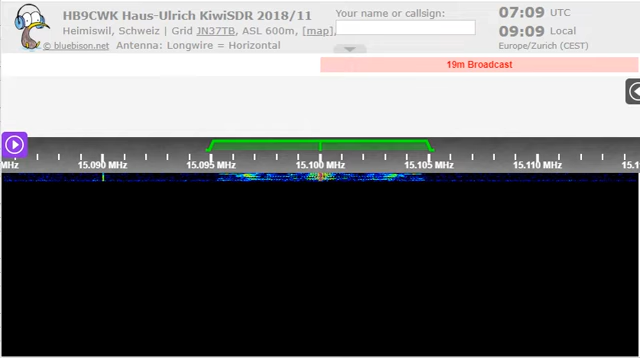 HB9CWK Haus-Ulrich KiwiSDR 2018/11
Heimiswil, Schweiz | Grid JN37TB, ASL 600m, [map],
© bluebison.net Antenna: Longwire = Horizontal
Your name or callsign:
07:09 UTC
09:09 Local
Europe/Zurich (CEST)
19m Broadcast
MHz 15.090 MHz 15.095 MHz 15.100 MHz 15.105 MHz 15.110 MHz 15.1